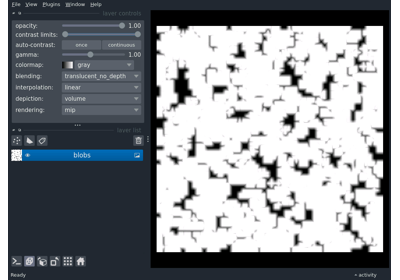 File View Plugins Window Help
layer controls
opacity: 1.00
contrast limits:
auto-contrast: once continuous
gamma: 1.00
colormap: gray
blending: translucent_no_depth
interpolation: linear
depiction: volume
rendering: mip
layer list
blobs
Ready activity